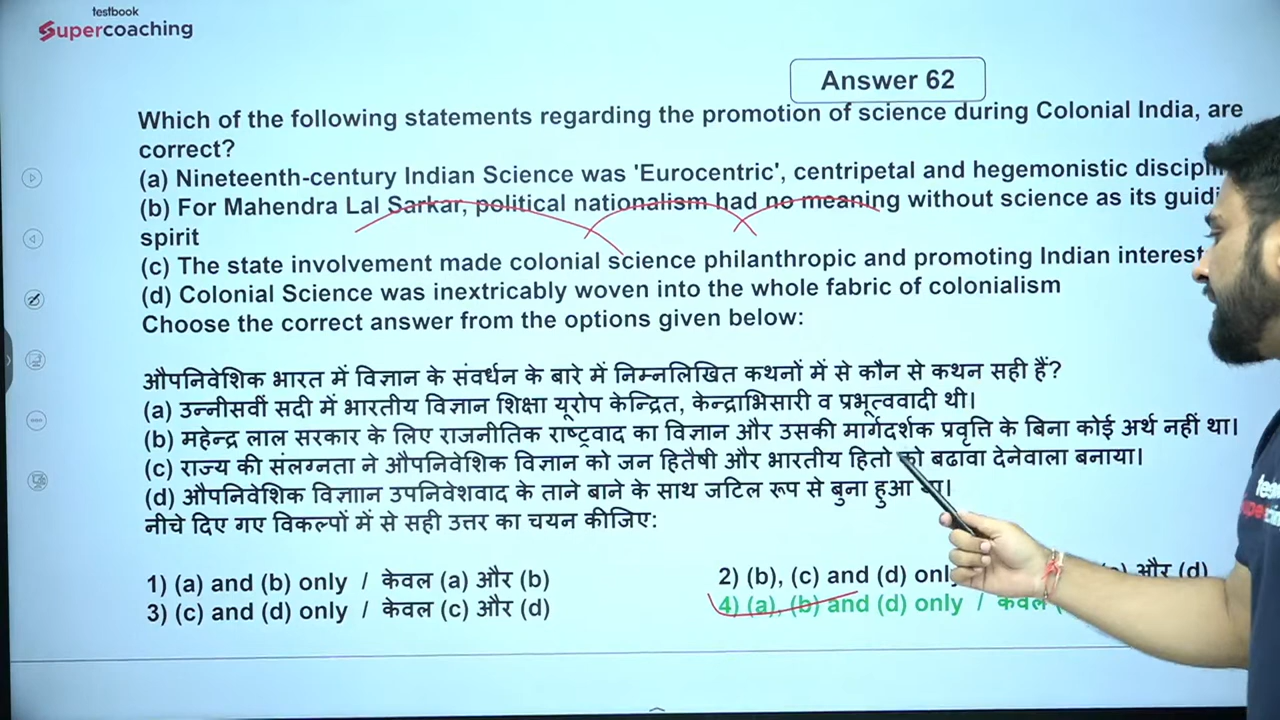 testbook
Supercoaching
Answer 62
Which of the following statements regarding the promotion of science during Colonial India, are
correct?
(a) Nineteenth-century Indian Science was 'Eurocentric', centripetal and hegemonistic
(b) For Mahendra Lal Sarkar, political nationalism had no meaning without science as its
spirit
(c) The state involvement made colonial science philanthropic and promoting Indian
(d) Colonial Science was inextricably woven into the whole fabric of colonialism
Choose the correct answer from the options given below:
औपनिवेशिक भारत में विज्ञान के संवर्धन के बारे में निम्नलिखित कथनों में से कौन से कथन सही हैं?
(a) उन्नीसवीं सदी में भारतीय विज्ञान शिक्षा यूरोप केन्द्रित, केन्द्राभिसारी व प्रभूत्ववादी थी।
(b) महेन्द्र लाल सरकार के लिए राजनीतिक राष्ट्रवाद का विज्ञान और उसकी मार्गदर्शक प्रवृत्ति के बिना कोई अर्थ नहीं था।
(c) राज्य की संलग्नता ने औपनिवेशिक विज्ञान को जन हितैषी और भारतीय हितो को बढावा देनेवाला बनाया।
(d) औपनिवेशिक विज्ञाान उपनिवेशवाद के ताने बाने के साथ जटिल रूप से बुना हुआ
नीचे दिए गए विकल्पों में से सही उत्तर का चयन कीजिए:
1) (a) and (b) only / केवल (a) और (b)
2) (b), (c) and (d) और (d)
3) (c) and (d) only / केवल (c) और (d)
4) (a), (b) and (d) only / केवल